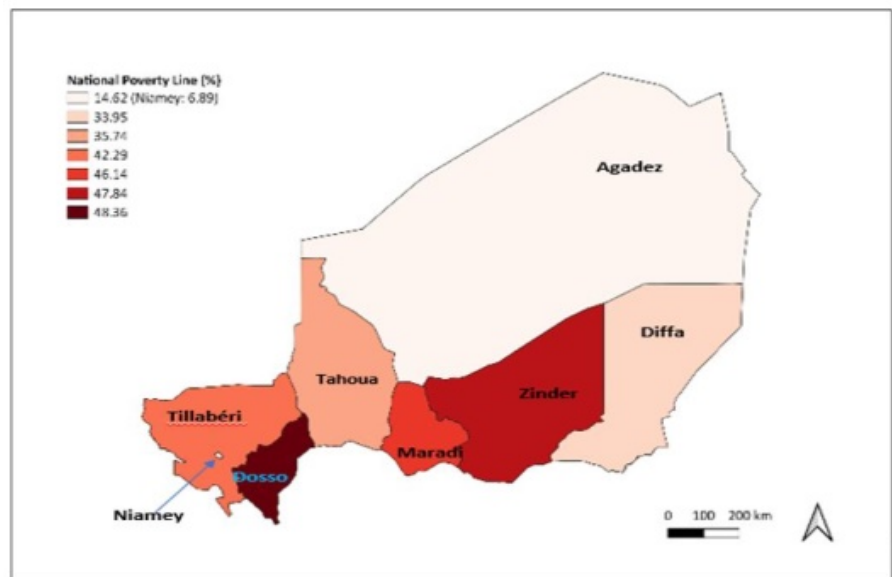 National Poverty Line (%)
14.62 (Niamey: 6.89)
33.95
35.74
42.29
46.14
47.84
48.36
Agadez
Diffa
Tahoua
Zinder
Tillabéri
Maradi
Dosso
Niamey
0 100 200 km